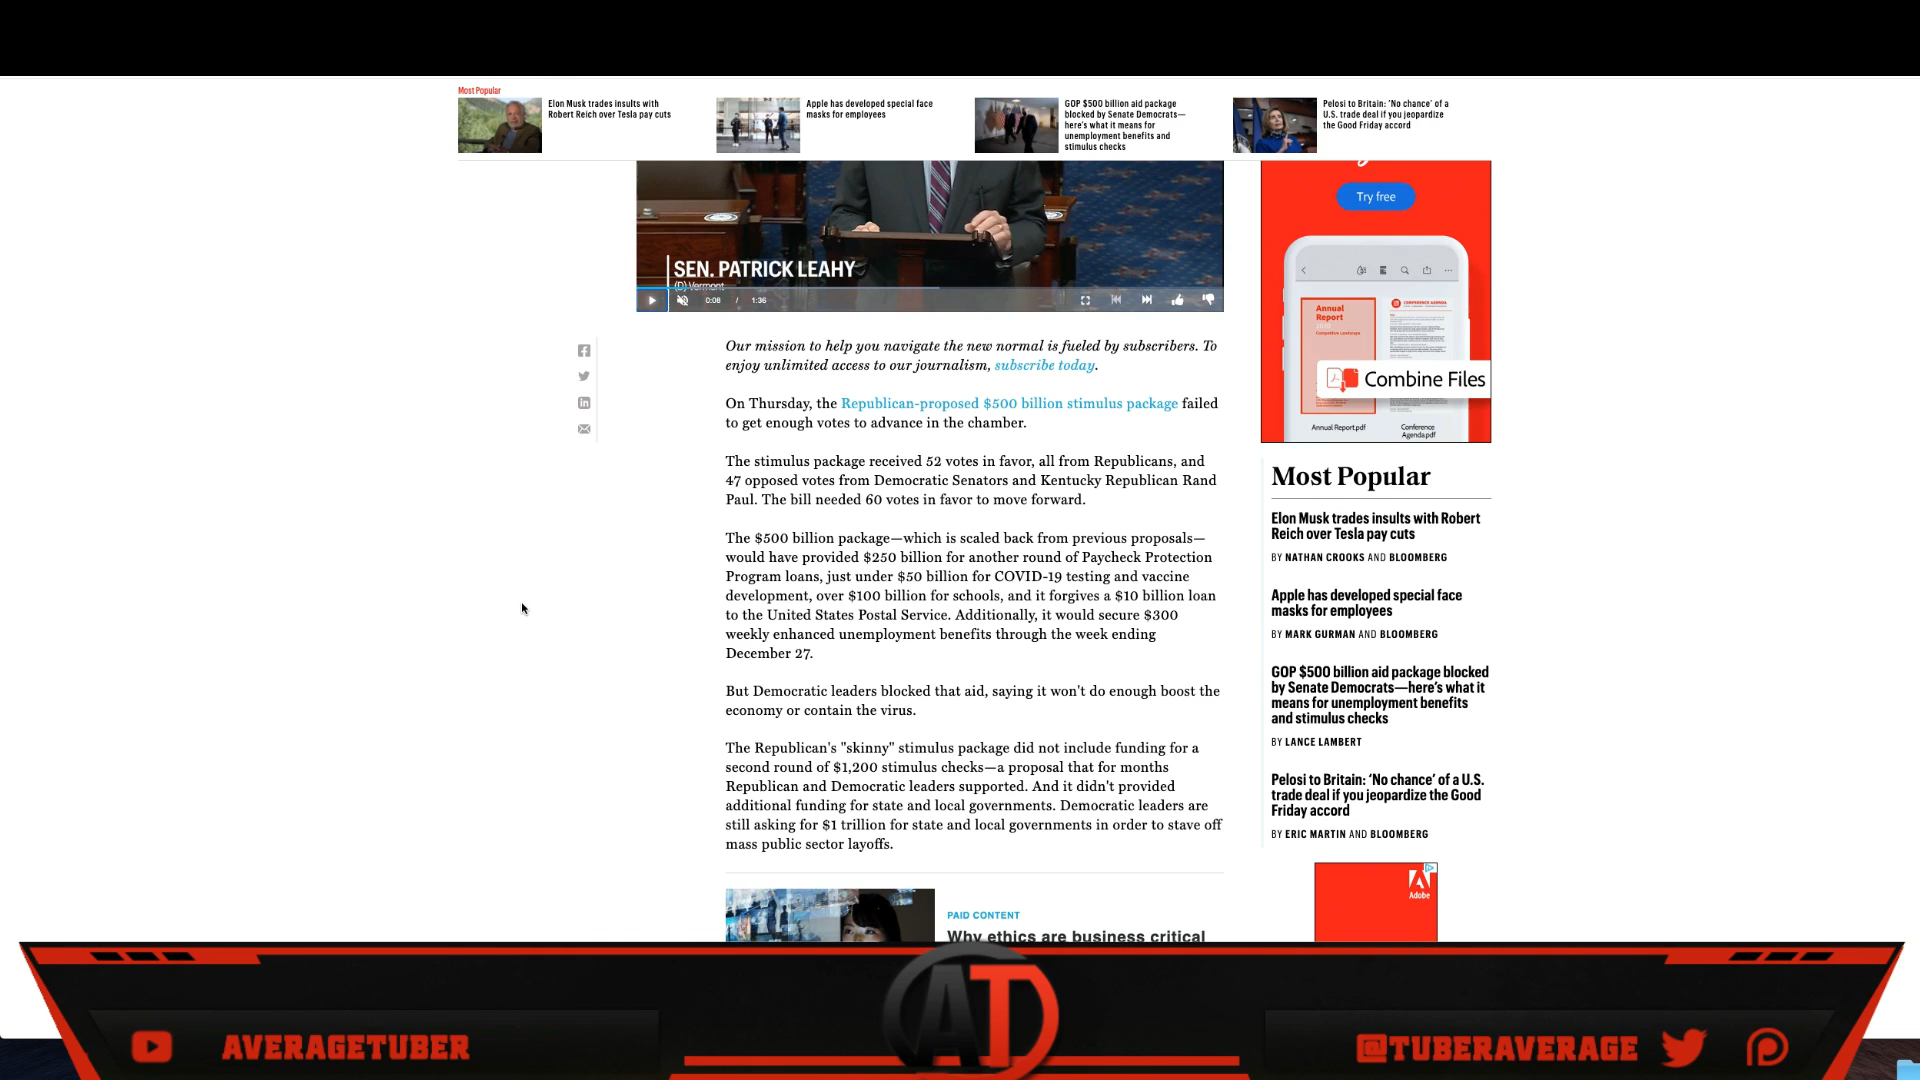 Most Popular
Elon Musk trades insults with
Robert Reich over Tesla pay cuts
Apple has developed special face
masks for employees
GOP $500 billion aid package
blocked by Senate Democrats—
here's what it means for
unemployment benefits and
stimulus checks
Pelosi to Britain: 'No chance' of a
U.S. trade deal if you jeopardize
the Good Friday accord
SEN. PATRICK LEAHY
(D) Vermont
0:08 / 1:36
Try free
Annual
Report
CONFERENCE AGENDA
Combine Files
Annual Report.pdf
Conference
Agenda.pdf
Our mission to help you navigate the new normal is fueled by subscribers. To
enjoy unlimited access to our journalism, subscribe today.
On Thursday, the Republican-proposed $500 billion stimulus package failed
to get enough votes to advance in the chamber.
The stimulus package received 52 votes in favor, all from Republicans, and
47 opposed votes from Democratic Senators and Kentucky Republican Rand
Paul. The bill needed 60 votes in favor to move forward.
The $500 billion package—which is scaled back from previous proposals—
would have provided $250 billion for another round of Paycheck Protection
Program loans, just under $50 billion for COVID-19 testing and vaccine
development, over $100 billion for schools, and it forgives a $10 billion loan
to the United States Postal Service. Additionally, it would secure $300
weekly enhanced unemployment benefits through the week ending
December 27.
But Democratic leaders blocked that aid, saying it won't do enough boost the
economy or contain the virus.
The Republican's "skinny" stimulus package did not include funding for a
second round of $1,200 stimulus checks—a proposal that for months
Republican and Democratic leaders supported. And it didn't provided
additional funding for state and local governments. Democratic leaders are
still asking for $1 trillion for state and local governments in order to stave off
mass public sector layoffs.
PAID CONTENT
Why ethics are business critical
Most Popular
Elon Musk trades insults with Robert
Reich over Tesla pay cuts
BY NATHAN CROOKS AND BLOOMBERG
Apple has developed special face
masks for employees
BY MARK GURMAN AND BLOOMBERG
GOP $500 billion aid package blocked
by Senate Democrats—here's what it
means for unemployment benefits
and stimulus checks
BY LANCE LAMBERT
Pelosi to Britain: 'No chance' of a U.S.
trade deal if you jeopardize the Good
Friday accord
BY ERIC MARTIN AND BLOOMBERG
Adobe
AT
AVERAGETUBER
@TUBERAVERAGE